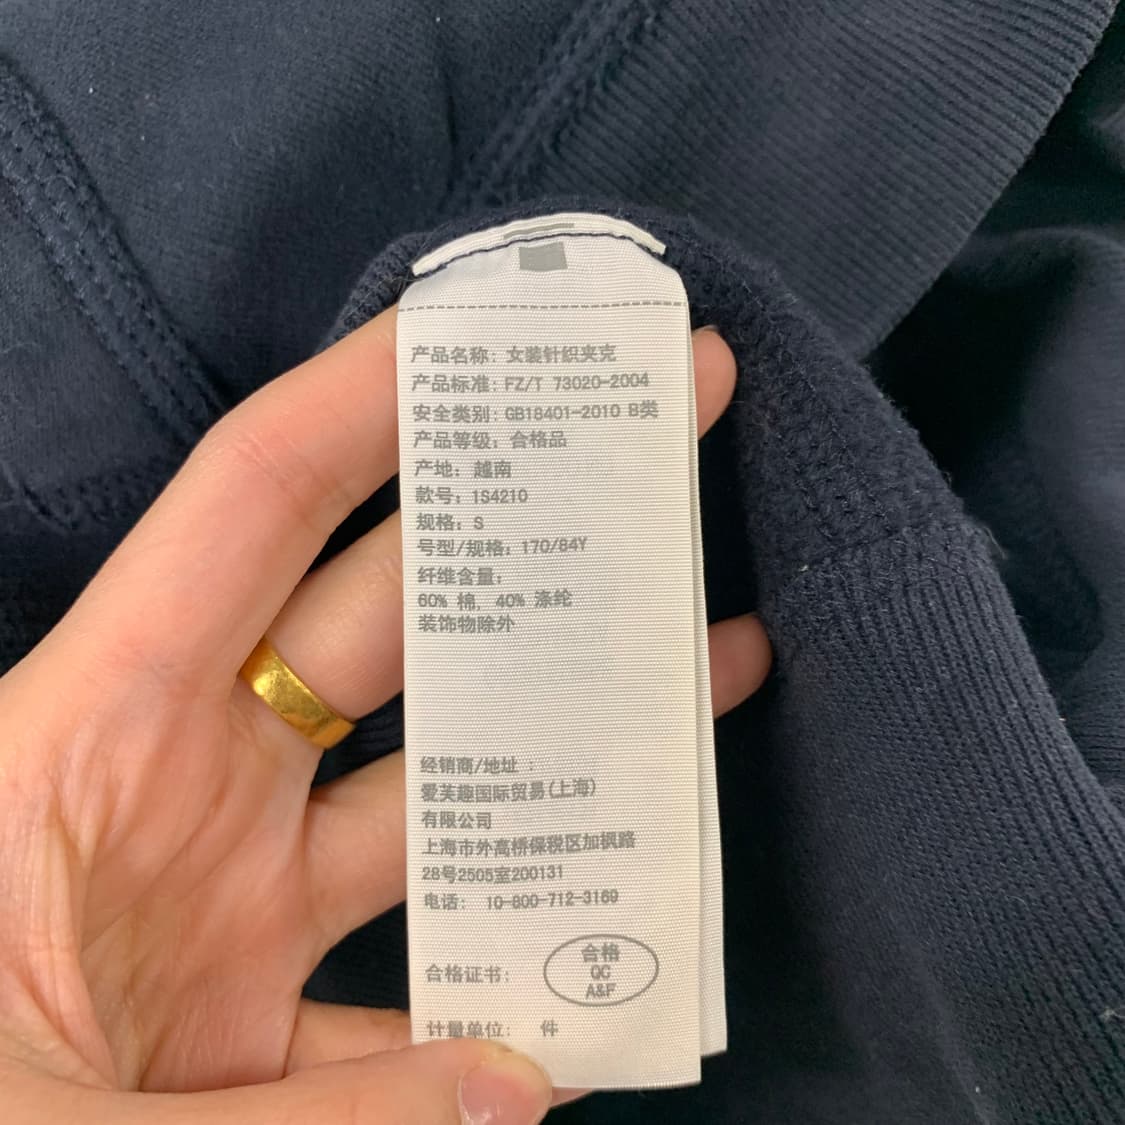 产品名称: 女装针织夹克
产品标准: FZ/T 73020-2004
安全类别: GB18401-2010 B类
产品等级: 合格品
产地: 越南
款号: 1S4210
规格: S
号型/规格: 170/84Y
纤维含量:
60% 棉, 40% 涤纶
装饰物除外
经销商/地址 :
爱芙趣国际贸易(上海)
有限公司
上海市外高桥保税区加枫路
28号2505室200131
电话: 10-800-712-3169
合格证书:
合格
QC
A&F
计量单位: 件